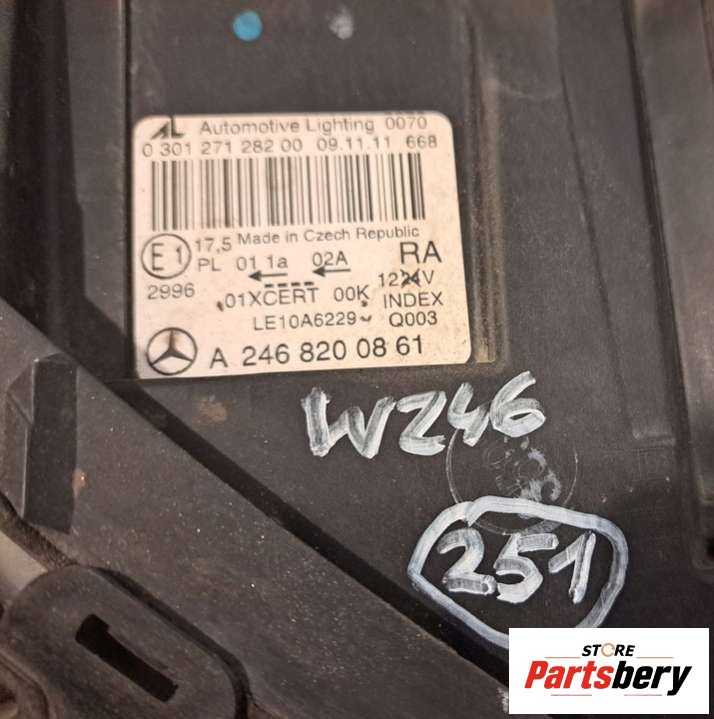 AL Automotive Lighting 0070
0 301 271 282 00 09.11.11 668
E1 17,5 Made in Czech Republic RA
PL 01 1a 02A 1224V
2996 01XCERT 00K INDEX
LE10A6229 Q003
A 246 820 08 61
W246
251
STORE
Partsbery